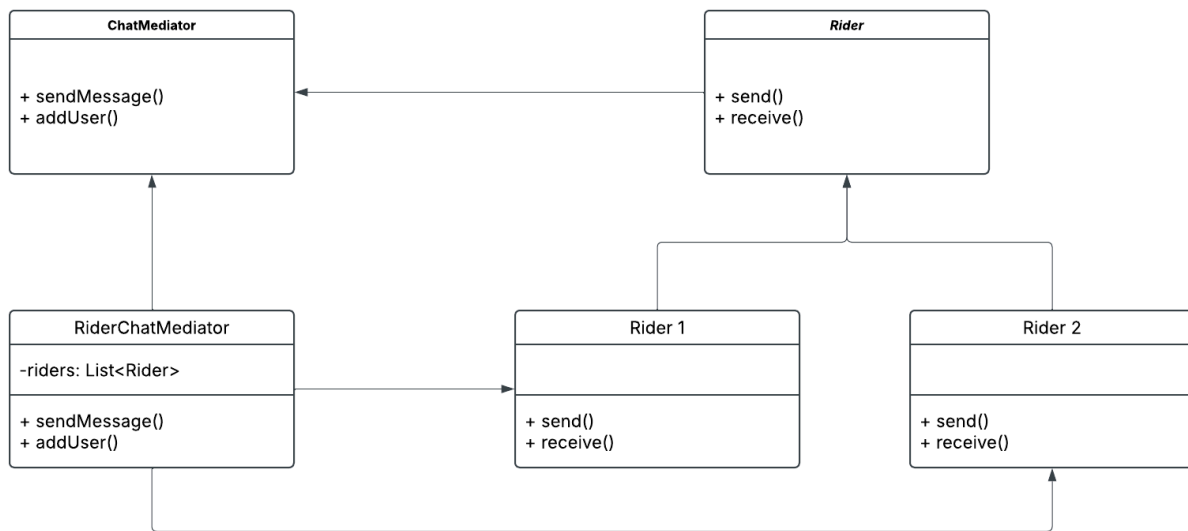 ChatMediator
+ sendMessage()
+ addUser()
Rider
+ send()
+ receive()
RiderChatMediator
-riders: List<Rider>
+ sendMessage()
+ addUser()
Rider 1
+ send()
+ receive()
Rider 2
+ send()
+ receive()